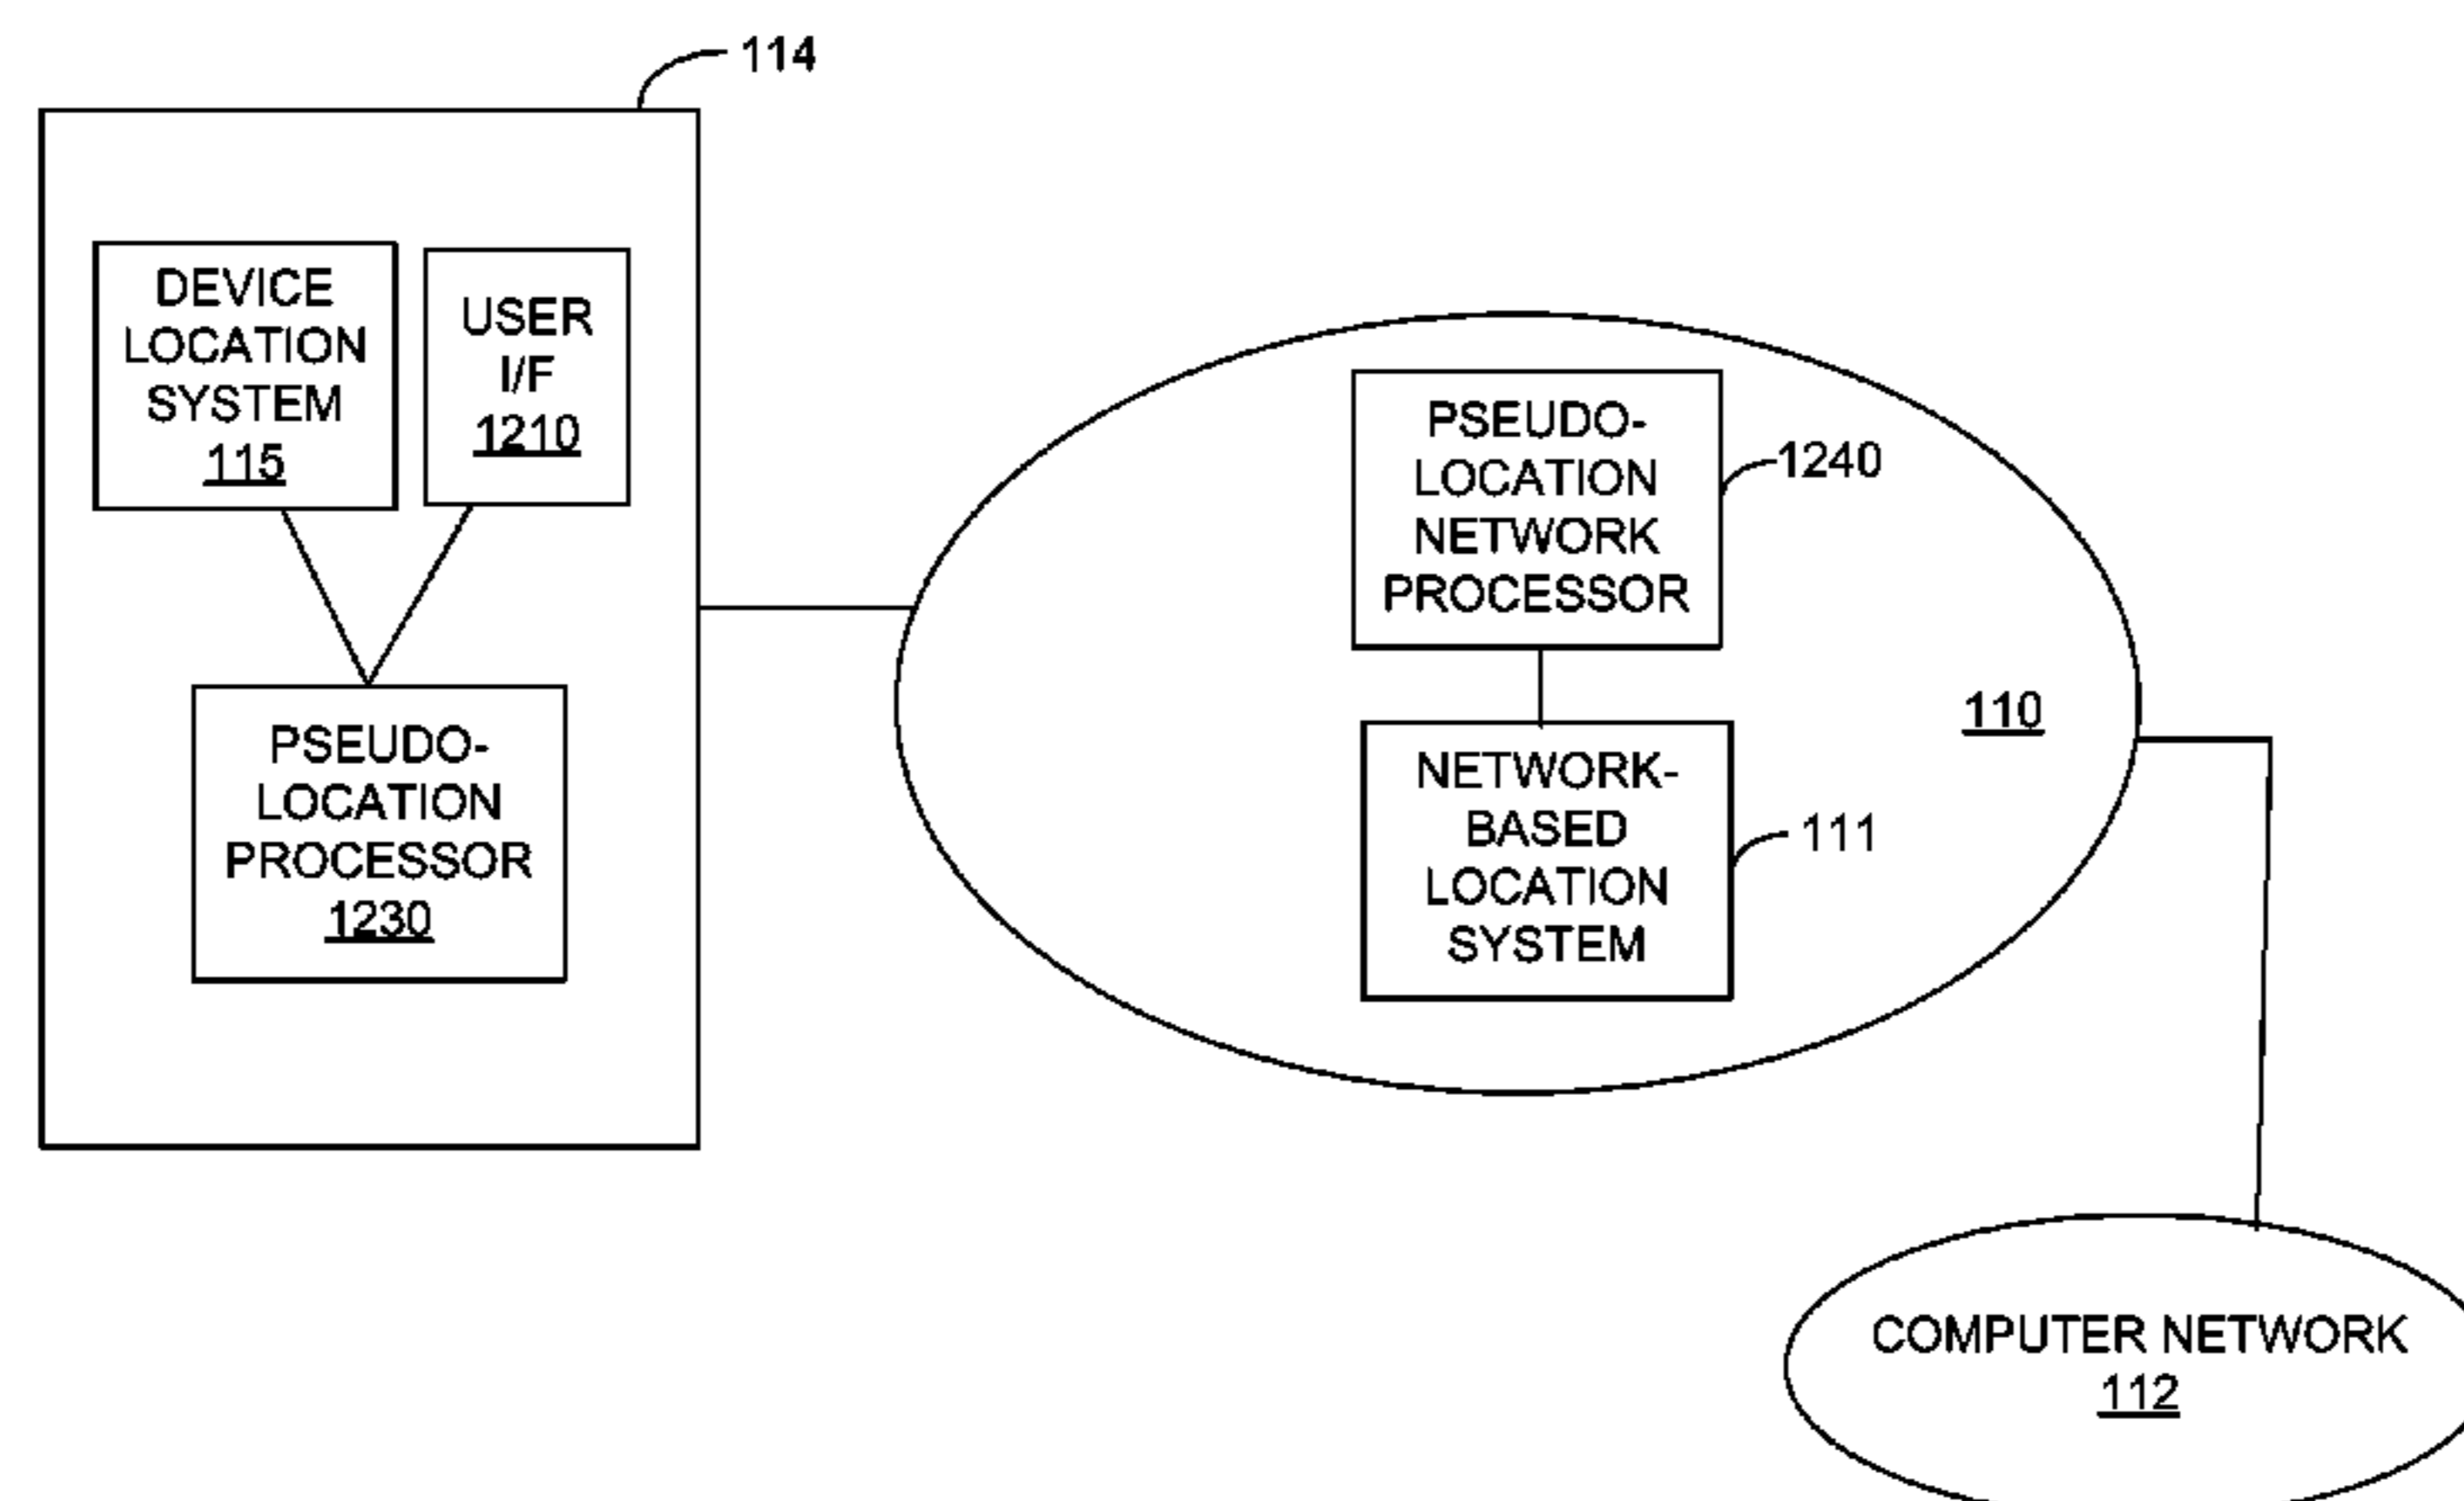 114
DEVICE
LOCATION
SYSTEM
115
USER
I/F
1210
PSEUDO-
LOCATION
PROCESSOR
1230
PSEUDO-
LOCATION
NETWORK
PROCESSOR
1240
NETWORK-
BASED
LOCATION
SYSTEM
111
110
COMPUTER NETWORK
112